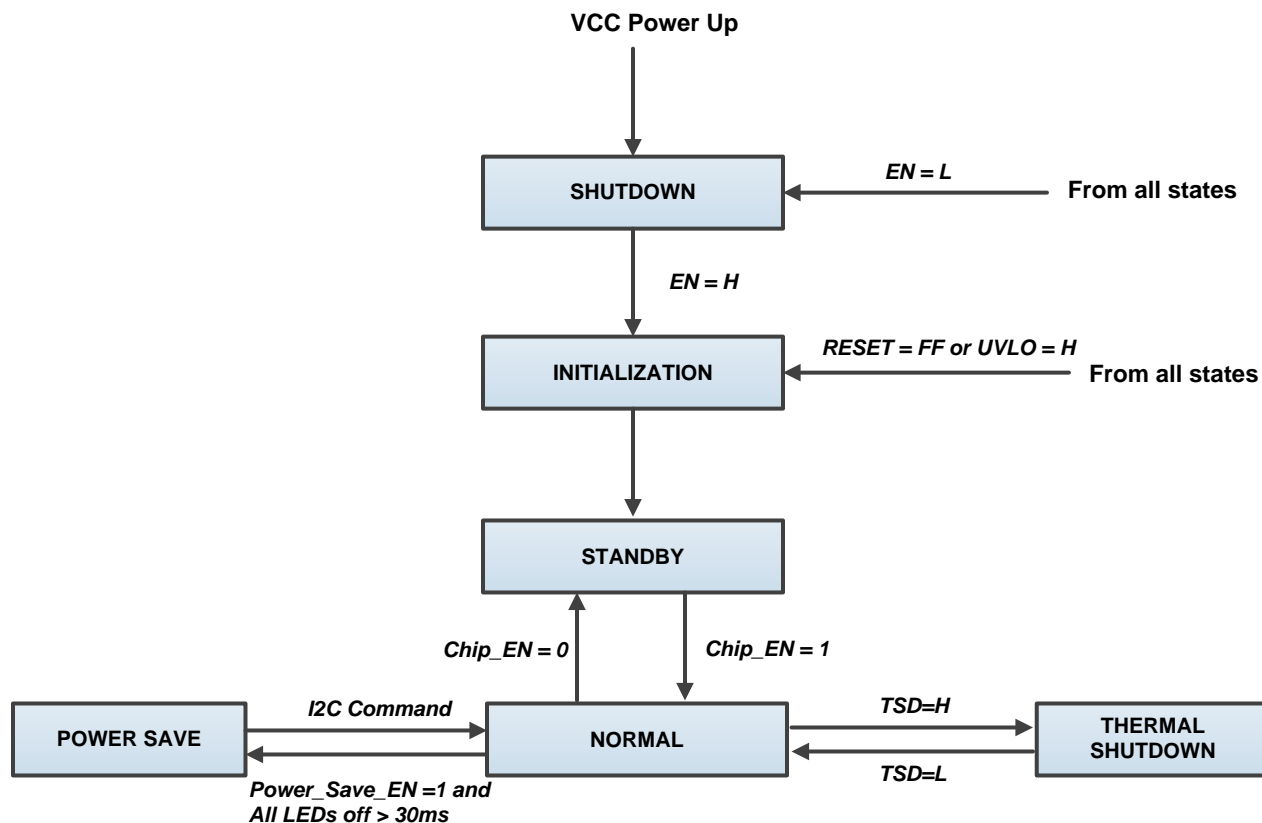 VCC Power Up
EN = L
SHUTDOWN
From all states
EN = H
RESET = FF or UVLO = H
INITIALIZATION
From all states
STANDBY
Chip_EN = 0
Chip_EN = 1
I2C Command
TSD=H
POWER SAVE
NORMAL
THERMAL
SHUTDOWN
TSD=L
Power_Save_EN =1 and
All LEDs off > 30ms